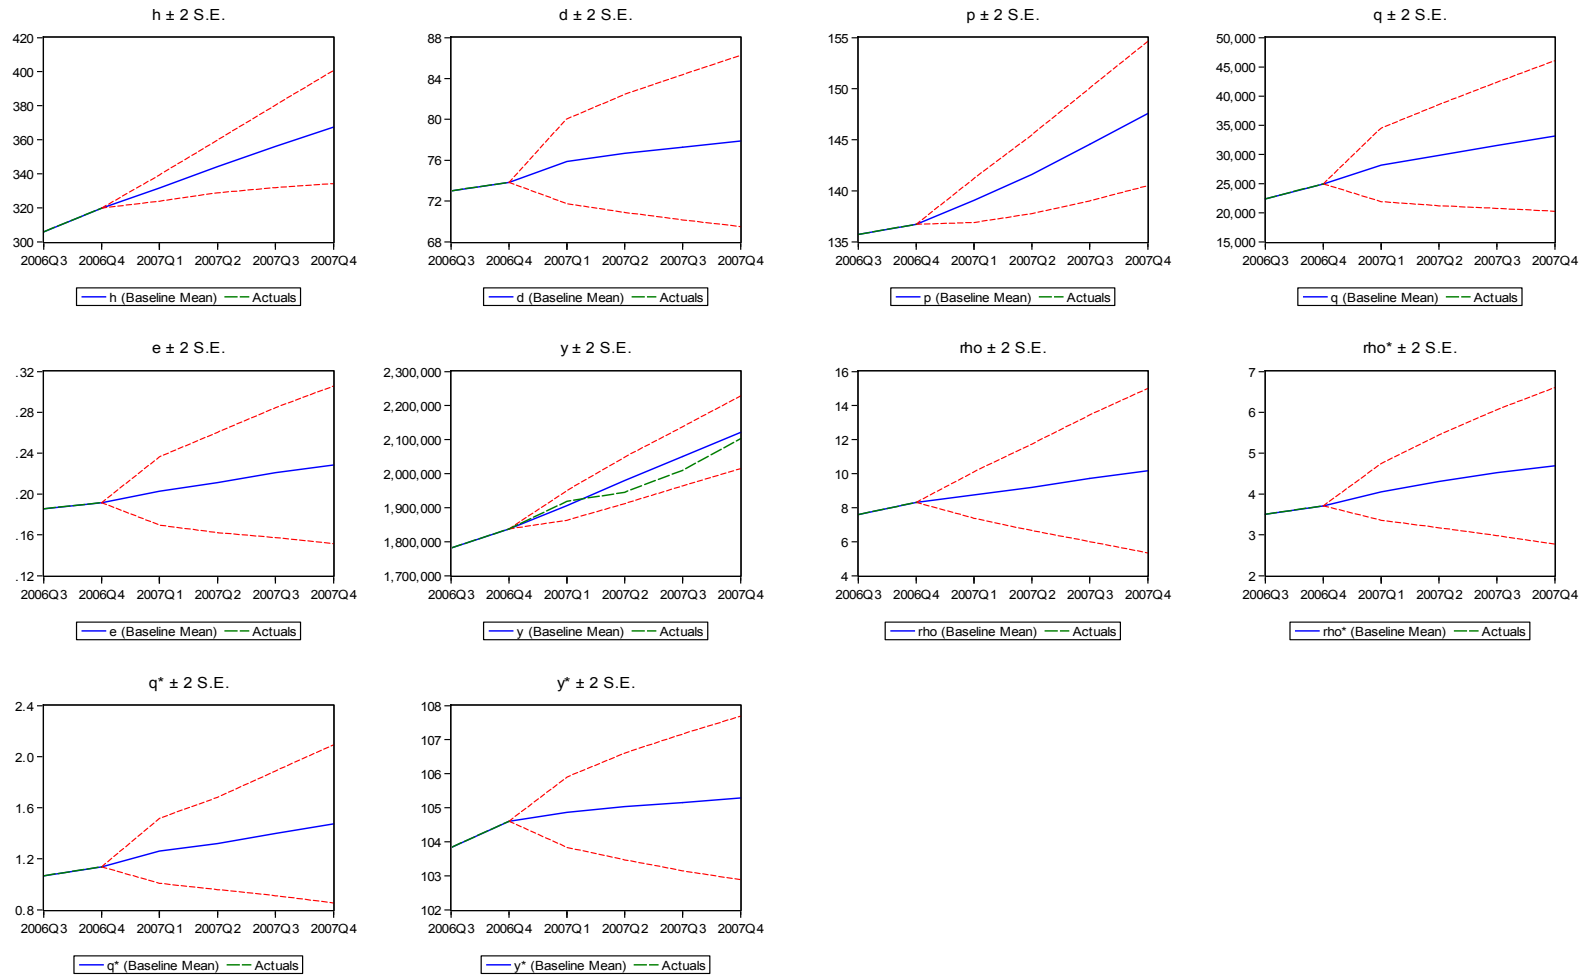 h ± 2 S.E.
420
400
380
360
340
320
300
2006Q3 2006Q4 2007Q1 2007Q2 2007Q3 2007Q4
h (Baseline Mean) Actuals
d ± 2 S.E.
88
84
80
76
72
68
2006Q3 2006Q4 2007Q1 2007Q2 2007Q3 2007Q4
d (Baseline Mean) Actuals
p ± 2 S.E.
155
150
145
140
135
2006Q3 2006Q4 2007Q1 2007Q2 2007Q3 2007Q4
p (Baseline Mean) Actuals
q ± 2 S.E.
50,000
45,000
40,000
35,000
30,000
25,000
20,000
15,000
2006Q3 2006Q4 2007Q1 2007Q2 2007Q3 2007Q4
q (Baseline Mean) Actuals
e ± 2 S.E.
.32
.28
.24
.20
.16
.12
2006Q3 2006Q4 2007Q1 2007Q2 2007Q3 2007Q4
e (Baseline Mean) Actuals
y ± 2 S.E.
2,300,000
2,200,000
2,100,000
2,000,000
1,900,000
1,800,000
1,700,000
2006Q3 2006Q4 2007Q1 2007Q2 2007Q3 2007Q4
y (Baseline Mean) Actuals
rho ± 2 S.E.
16
14
12
10
8
6
4
2006Q3 2006Q4 2007Q1 2007Q2 2007Q3 2007Q4
rho (Baseline Mean) Actuals
rho* ± 2 S.E.
7
6
5
4
3
2
2006Q3 2006Q4 2007Q1 2007Q2 2007Q3 2007Q4
rho* (Baseline Mean) Actuals
q* ± 2 S.E.
2.4
2.0
1.6
1.2
0.8
2006Q3 2006Q4 2007Q1 2007Q2 2007Q3 2007Q4
q* (Baseline Mean) Actuals
y* ± 2 S.E.
108
107
106
105
104
103
102
2006Q3 2006Q4 2007Q1 2007Q2 2007Q3 2007Q4
y* (Baseline Mean) Actuals